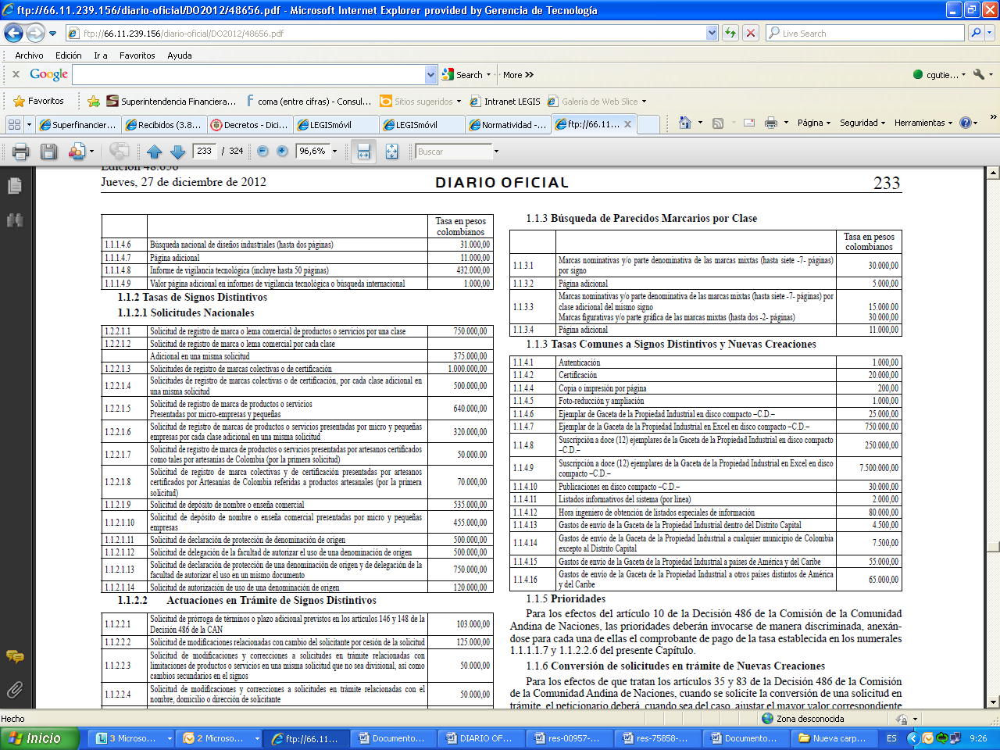 ftp://66.11.239.156/diario-oficial/DO2012/48656.pdf - Microsoft Internet Explorer provided by Gerencia de Tecnología
ftp://66.11.239.156/diario-oficial/DO2012/48656.pdf
Live Search
Archivo Edición Ir a Favoritos Ayuda
x Google Search More » cgutie...
Favoritos Superintendencia Financiera... coma (entre cifras) - Consul... Sitios sugeridos Intranet LEGIS Galería de Web Slice
Superfinancier... Recibidos (3.8... Decretos - Dici... LEGISmóvil LEGISmóvil Normatividad -... ftp://66.11... Página Seguridad Herramientas »
233 / 324 96,6% Buscar
Edición 48.656
Jueves, 27 de diciembre de 2012 DIARIO OFICIAL 233
Tasa en pesos
colombianos
1.1.1.4.6 Búsqueda nacional de diseños industriales (hasta dos páginas) 31.000,00
1.1.1.4.7 Página adicional 11.000,00
1.1.1.4.8 Informe de vigilancia tecnológica (incluye hasta 50 páginas) 432.000,00
1.1.1.4.9 Valor página adicional en informes de vigilancia tecnológica o búsqueda internacional 1.000,00
1.1.2 Tasas de Signos Distintivos
1.1.2.1 Solicitudes Nacionales
1.2.2.1.1 Solicitud de registro de marca o lema comercial de productos o servicios por una clase 750.000,00
1.1.2.1.2 Solicitud de registro de marca o lema comercial por cada clase
Adicional en una misma solicitud 375.000,00
1.2.2.1.3 Solicitudes de registro de marcas colectivas o de certificación 1.000.000,00
1.2.2.1.4 Solicitudes de registro de marcas colectivas o de certificación, por cada clase adicional en
una misma solicitud 500.000,00
1.2.2.1.5 Solicitud de registro de marca de productos o servicios
Presentadas por micro-empresas y pequeñas 640.000,00
1.2.2.1.6 Solicitud de registro de marcas de productos o servicios presentadas por micro y pequeñas
empresas por cada clase adicional en una misma solicitud 320.000,00
1.2.2.1.7 Solicitud de registro de marca de productos o servicios presentadas por artesanos certificados
como tales por artesanías de Colombia (por la primera solicitud) 50.000.00
1.2.2.1.8 Solicitud de registro de marca colectivas y de certificación presentadas por artesanos
certificados por Artesanías de Colombia referidas a productos artesanales (por la primera
solicitud) 70.000,00
1.1.2.1.9 Solicitud de depósito de nombre o enseña comercial 535.000,00
1.1.2.1.10 Solicitud de depósito de nombre o enseña comercial presentadas por micro y pequeñas
empresas 455.000,00
1.1.2.1.11 Solicitud de declaración de protección de denominación de origen 500.000,00
1.1.2.1.12 Solicitud de delegación de la facultad de autorizar el uso de una denominación de origen 500.000,00
1.1.2.1.13 Solicitud de declaración de protección de una denominación de origen y de delegación de la
facultad de autorizar el uso en un mismo documento 750.000,00
1.1.2.1.14 Solicitud de autorización de uso de una denominación de origen 120.000,00
1.1.2.2 Actuaciones en Trámite de Signos Distintivos
1.1.2.2.1 Solicitud de prórroga de términos o plazo adicional previstos en los artículos 146 y 148 de la
Decisión 486 de la CAN 103.000,00
1.1.2.2.2 Solicitud de modificaciones relacionadas con cambio del solicitante por cesión de la solicitud 125.000,00
1.1.2.2.3 Solicitud de modificaciones y correcciones a solicitudes en trámite relacionadas con
limitaciones de productos o servicios en una misma solicitud que no sea divisional, así como
cambios secundarios en el signos 50.000,00
1.1.2.2.4 Solicitud de modificaciones y correcciones a solicitudes en trámite relacionadas con el
nombre, domicilio o dirección de solicitante 50.000,00
1.1.3 Búsqueda de Parecidos Marcarios por Clase
Tasa en pesos
colombianos
1.1.3.1 Marcas nominativas y/o parte denominativa de las marcas mixtas (hasta siete -7- páginas)
por signo 30.000,00
1.1.3.2 Página adicional 5.000,00
1.1.3.3 Marcas nominativas y/o parte denominativa de las marcas mixtas (hasta siete -7- páginas) por
clase adicional del mismo signo 15.000.00
Marcas figurativas y/o parte gráfica de las marcas mixtas (hasta dos -2- páginas) 30.000,00
1.1.3.4 Página adicional 11.000,00
1.1.3 Tasas Comunes a Signos Distintivos y Nuevas Creaciones
1.1.4.1 Autenticación 1.000,00
1.1.4.2 Certificación 20.000,00
1.1.4.4 Copia o impresión por página 200,00
1.1.4.5 Foto-reducción y ampliación 1.000,00
1.1.4.6 Ejemplar de Gaceta de la Propiedad Industrial en disco compacto –C.D.– 25.000,00
1.1.4.7 Ejemplar de la Gaceta de la Propiedad Industrial en Excel en disco compacto –C.D.– 750.000,00
1.1.4.8 Suscripción a doce (12) ejemplares de la Gaceta de la Propiedad Industrial en disco compacto
–C.D.– 250.000,00
1.1.4.9 Suscripción a doce (12) ejemplares de la Gaceta de la Propiedad Industrial en Excel en disco
compacto –C.D.– 7.500.000,00
1.1.4.10 Publicaciones en disco compacto –C.D.– 30.000,00
1.1.4.11 Listados informativos del sistema (por línea) 2.000,00
1.1.4.12 Hora ingeniero de obtención de listados especiales de información 80.000,00
1.1.4.13 Gastos de envío de la Gaceta de la Propiedad Industrial dentro del Distrito Capital 4.500,00
1.1.4.14 Gastos de envío de la Gaceta de la Propiedad Industrial a cualquier municipio de Colombia
excepto al Distrito Capital 7.500,00
1.1.4.15 Gastos de envío de la Gaceta de la Propiedad Industrial a países de América y del Caribe 55.000,00
1.1.4.16 Gastos de envío de la Gaceta de la Propiedad Industrial a otros países distintos de América
y del Caribe 65.000,00
1.1.5 Prioridades
Para los efectos del artículo 10 de la Decisión 486 de la Comisión de la Comunidad
Andina de Naciones, las prioridades deberán invocarse de manera discriminada, anexán-
dose para cada una de ellas el comprobante de pago de la tasa establecida en los numerales
1.1.1.1.7 y 1.1.2.2.6 del presente Capítulo.
1.1.6 Conversión de solicitudes en trámite de Nuevas Creaciones
Para los efectos de que tratan los artículos 35 y 83 de la Decisión 486 de la Comisión
de la Comunidad Andina de Naciones, cuando se solicite la conversión de una solicitud en
trámite, el peticionario deberá, cuando sea del caso, ajustar el mayor valor correspondiente
Hecho Zona desconocida
Inicio 3 Microso... 2 Microso... ftp://66.11.... Documento... DIARIO OF... res-00957-... res-75858-... Documento... Nueva carp... ES 9:26